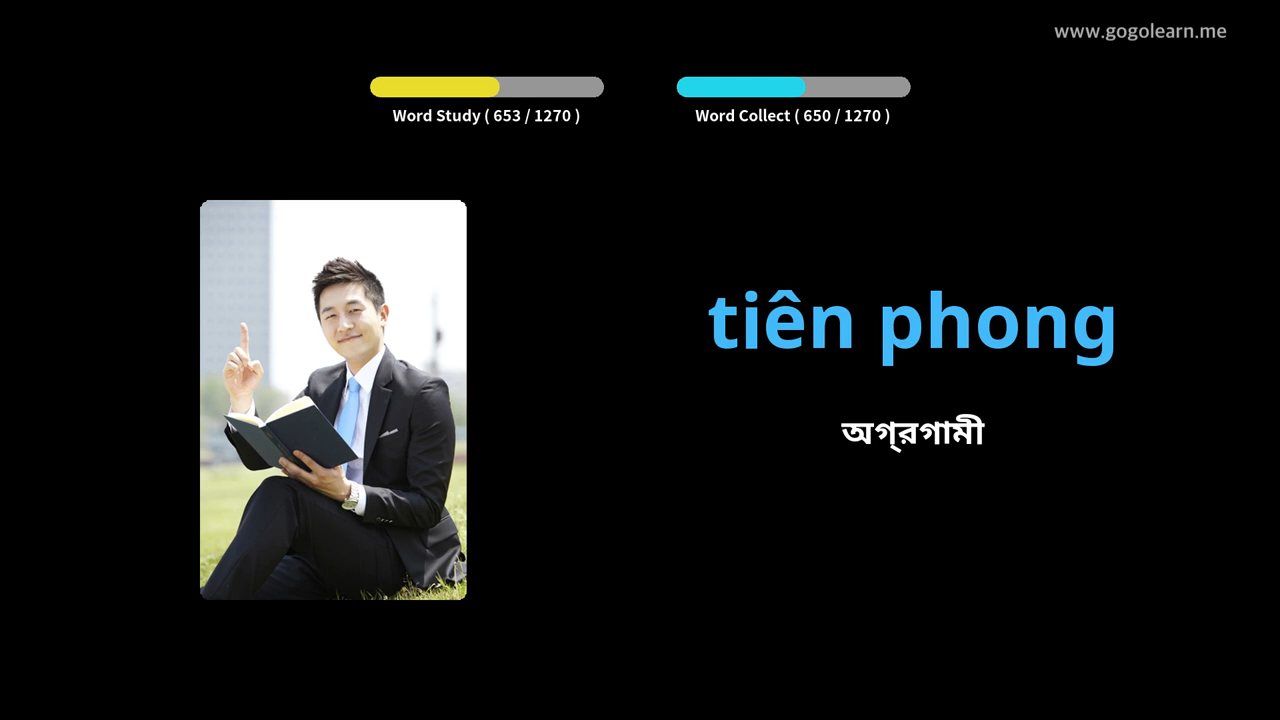 www.gogolearn.me
Word Study ( 653 / 1270 )
Word Collect ( 650 / 1270 )
tiên phong
অগ্রগামী